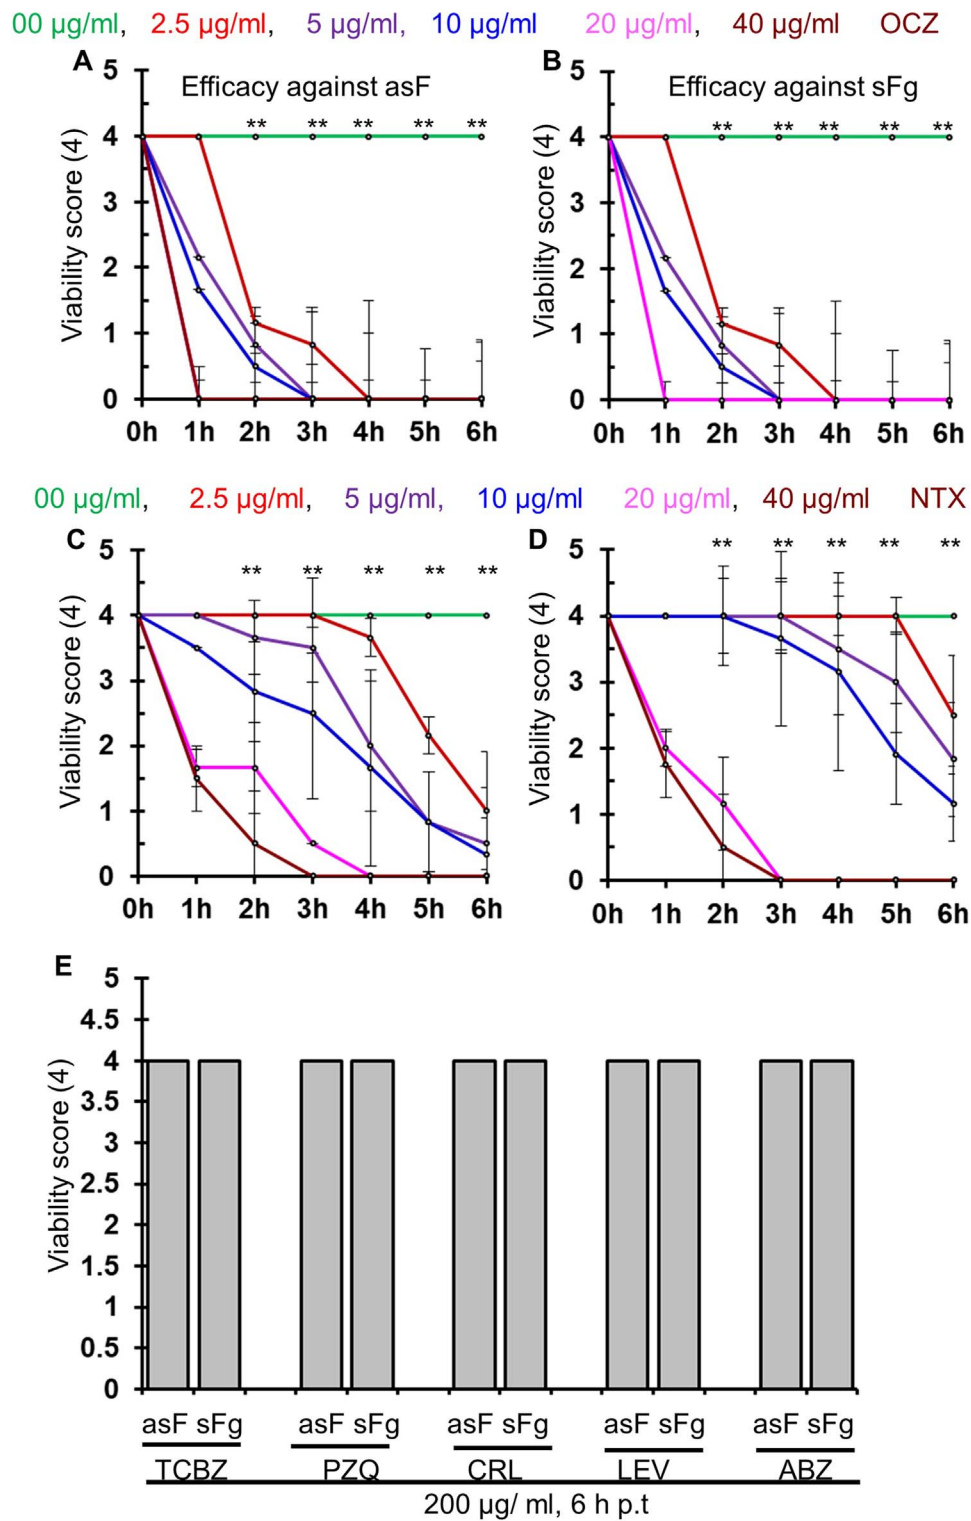 00 µg/ml, 2.5 µg/ml, 5 µg/ml, 10 µg/ml 20 µg/ml, 40 µg/ml OCZ
A
Efficacy against asF
Viability score (4)
5
4
3
2
1
0
** ** ** ** **
0h 1h 2h 3h 4h 5h 6h
B
Efficacy against sFg
Viability score (4)
5
4
3
2
1
0
** ** ** ** **
0h 1h 2h 3h 4h 5h 6h
00 µg/ml, 2.5 µg/ml, 5 µg/ml, 10 µg/ml 20 µg/ml, 40 µg/ml NTX
C
Viability score (4)
5
4
3
2
1
0
** ** ** ** **
0h 1h 2h 3h 4h 5h 6h
D
Viability score (4)
5
4
3
2
1
0
** ** ** ** **
0h 1h 2h 3h 4h 5h 6h
E
Viability score (4)
5
4.5
4
3.5
3
2.5
2
1.5
1
0.5
0
asF sFg asF sFg asF sFg asF sFg asF sFg
TCBZ PZQ CRL LEV ABZ
200 µg/ ml, 6 h p.t